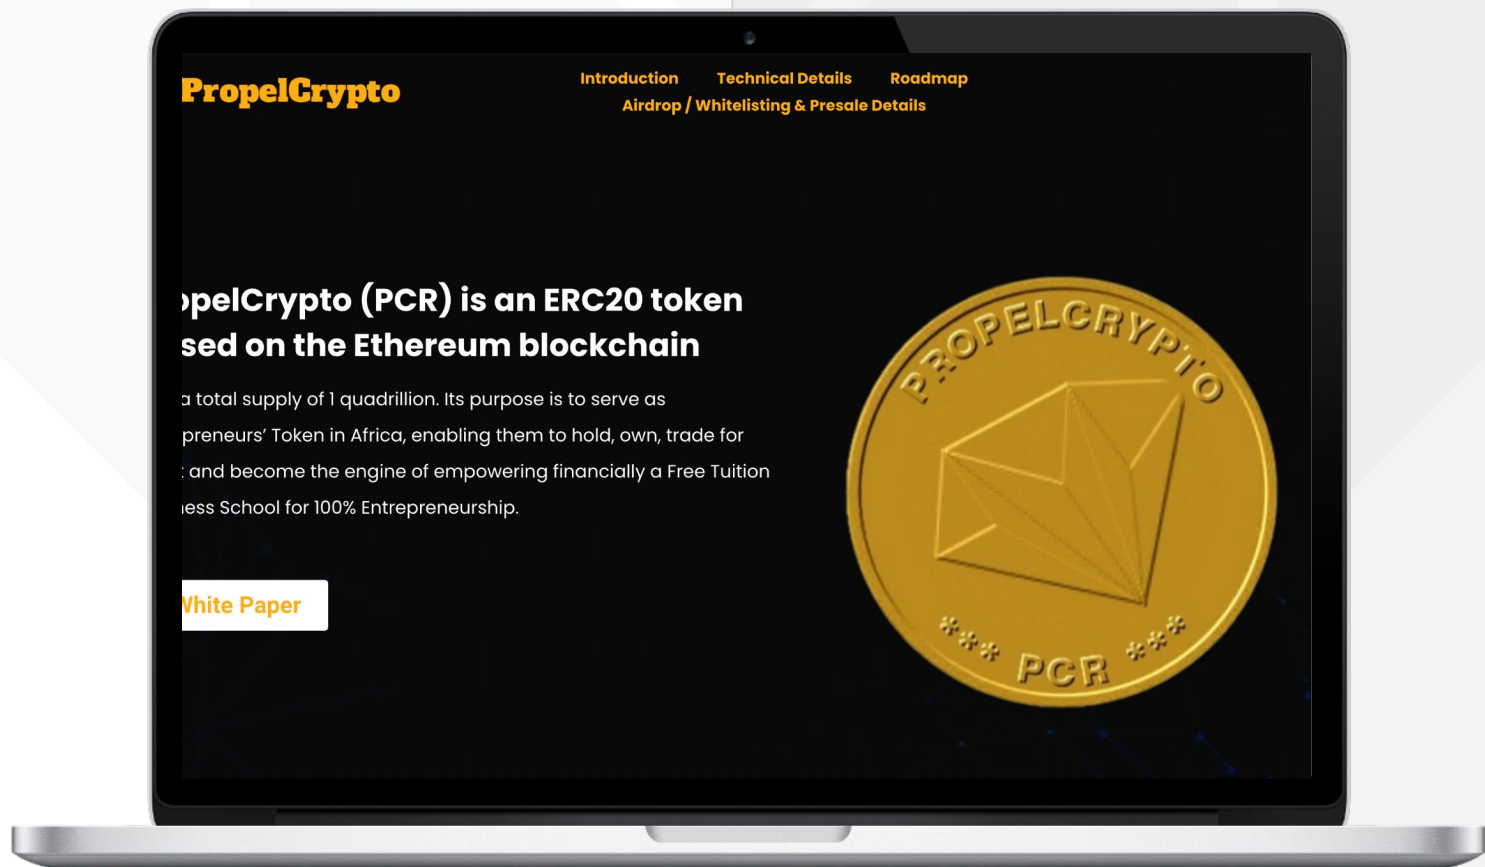 PropelCrypto
Introduction Technical Details Roadmap
Airdrop / Whitelisting & Presale Details
opelCrypto (PCR) is an ERC20 token
sed on the Ethereum blockchain
a total supply of 1 quadrillion. Its purpose is to serve as
preneurs’ Token in Africa, enabling them to hold, own, trade for
and become the engine of empowering financially a Free Tuition
ess School for 100% Entrepreneurship.
White Paper
PROPELCRYPTO
*** PCR ***